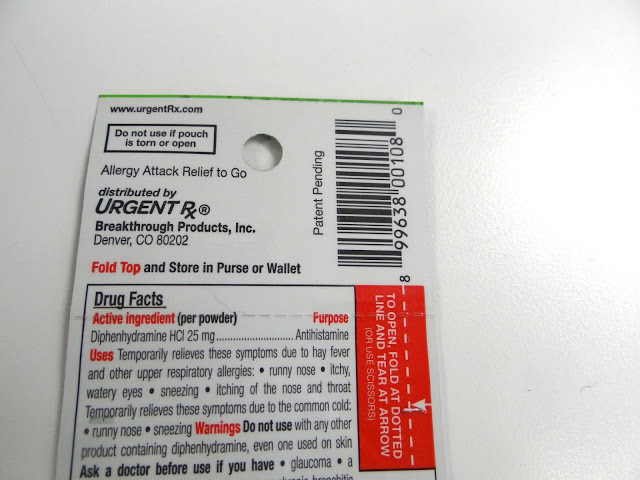 www.urgentRx.com
Do not use if pouch
is torn or open
Allergy Attack Relief to Go
distributed by
URGENT Rx®
Breakthrough Products, Inc.
Denver, CO 80202
Fold Top and Store in Purse or Wallet
Patent Pending
8 99638 00108 0
Drug Facts
Active ingredient (per powder) Purpose
Diphenhydramine HCl 25 mg............................Antihistamine
Uses Temporarily relieves these symptoms due to hay fever
and other upper respiratory allergies: • runny nose • itchy,
watery eyes • sneezing • itching of the nose and throat
Temporarily relieves these symptoms due to the common cold:
• runny nose • sneezing Warnings Do not use with any other
product containing diphenhydramine, even one used on skin
Ask a doctor before use if you have • glaucoma • a
bronchitis
TO OPEN, FOLD AT DOTTED
LINE AND TEAR AT ARROW
(OR USE SCISSORS)